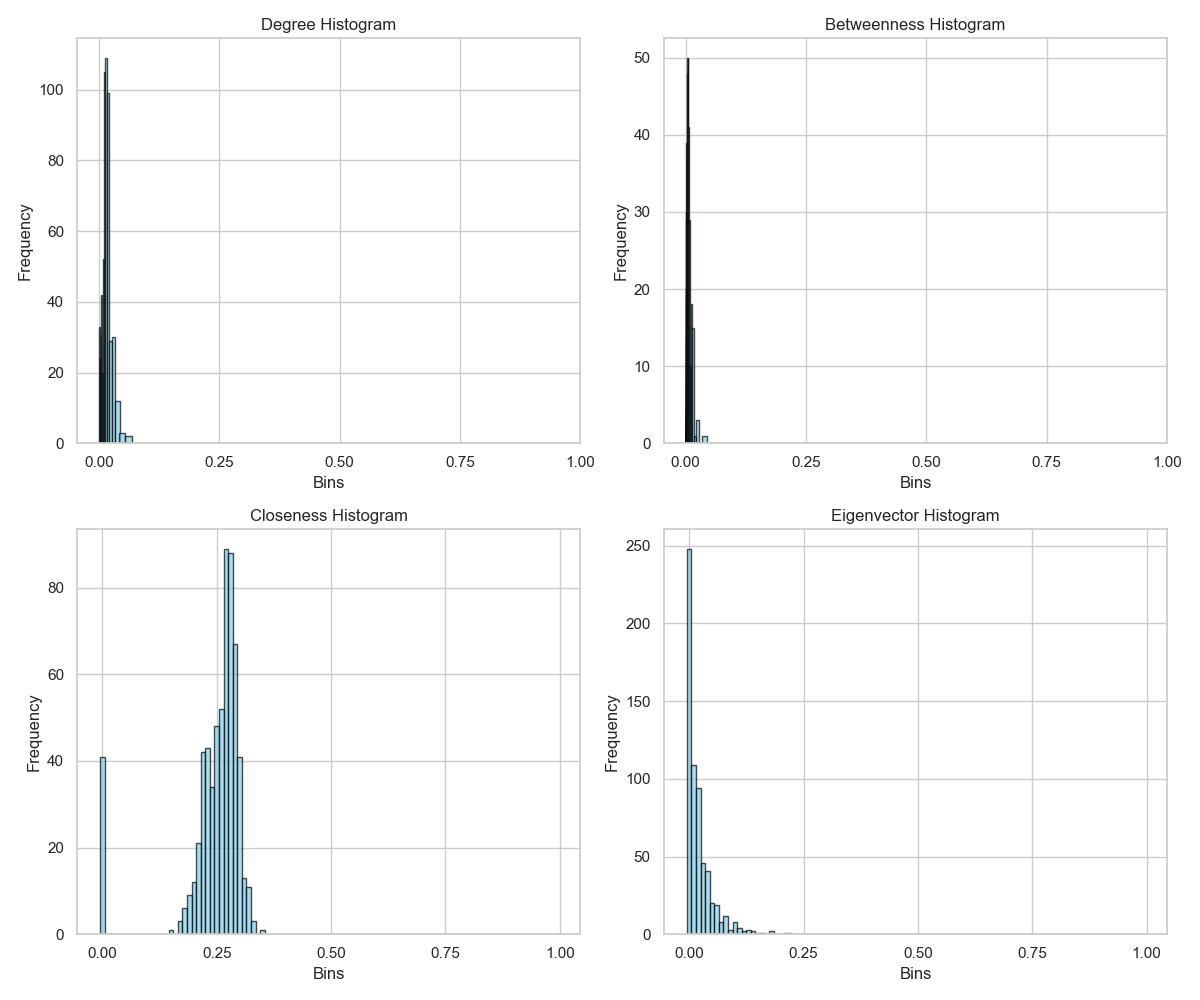 Degree Histogram
Frequency
100
80
60
40
20
0
0.00 0.25 0.50 0.75 1.00
Bins
Betweenness Histogram
Frequency
50
40
30
20
10
0
0.00 0.25 0.50 0.75 1.00
Bins
Closeness Histogram
Frequency
80
60
40
20
0
0.00 0.25 0.50 0.75 1.00
Bins
Eigenvector Histogram
Frequency
250
200
150
100
50
0
0.00 0.25 0.50 0.75 1.00
Bins